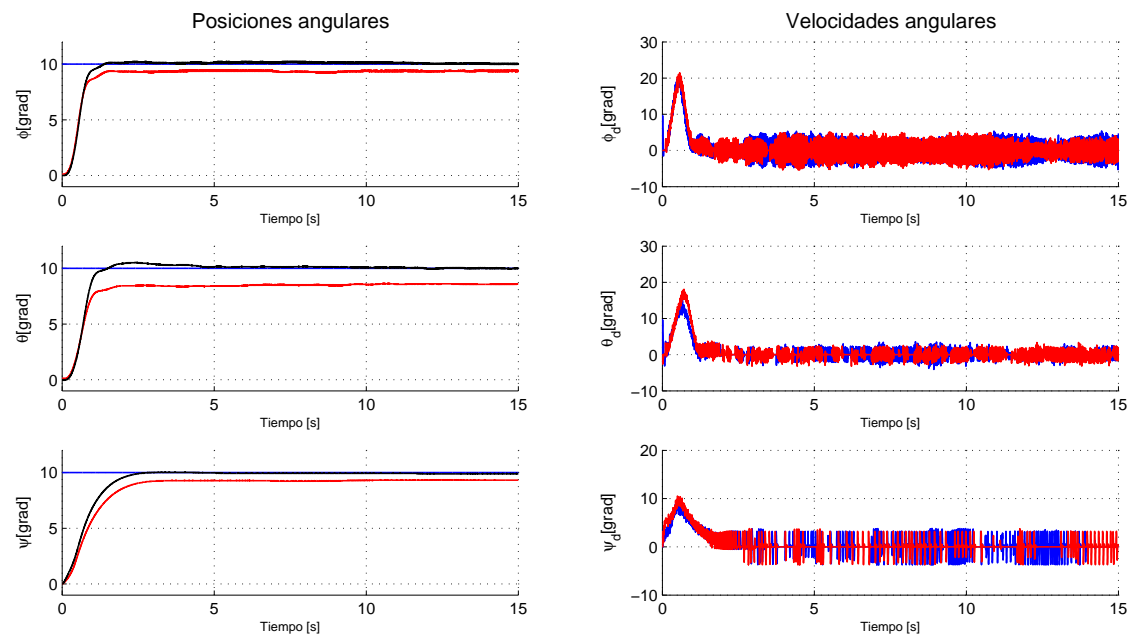 Posiciones angulares
10
5
0
ϕ[grad]
0 5 10 15
Tiempo [s]
10
5
0
θ[grad]
0 5 10 15
Tiempo [s]
10
5
0
ψ[grad]
0 5 10 15
Tiempo [s]
Velocidades angulares
30
20
10
0
−10
ϕd[grad]
0 5 10 15
Tiempo [s]
30
20
10
0
−10
θd[grad]
0 5 10 15
Tiempo [s]
20
10
0
−10
ψd[grad]
0 5 10 15
Tiempo [s]